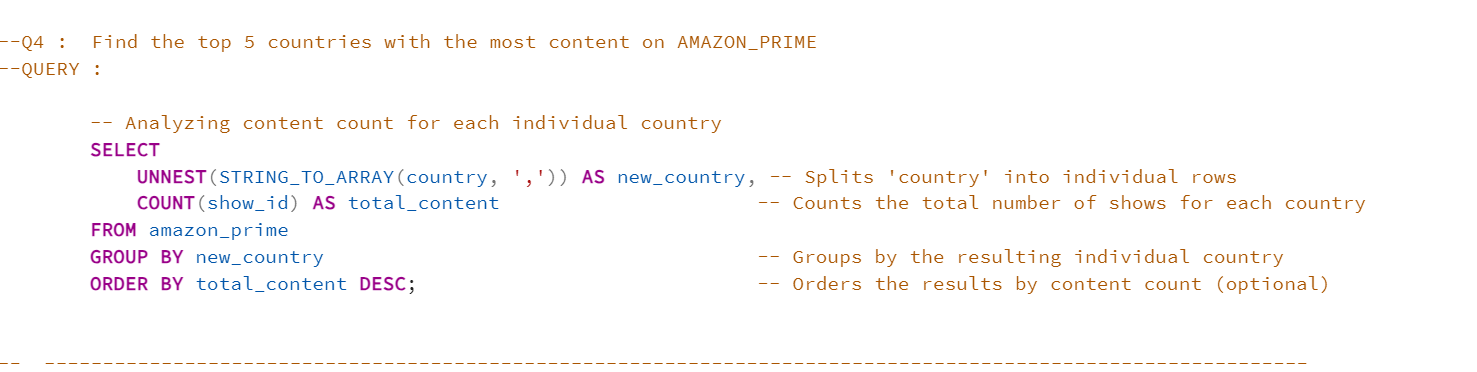 --Q4 :  Find the top 5 countries with the most content on AMAZON_PRIME
--QUERY :
-- Analyzing content count for each individual country
SELECT
UNNEST(STRING_TO_ARRAY(country, ',')) AS new_country, -- Splits 'country' into individual rows
COUNT(show_id) AS total_content -- Counts the total number of shows for each country
FROM amazon_prime
GROUP BY new_country -- Groups by the resulting individual country
ORDER BY total_content DESC; -- Orders the results by content count (optional)
-- ------------------------------------------------------------------------------------------------------------